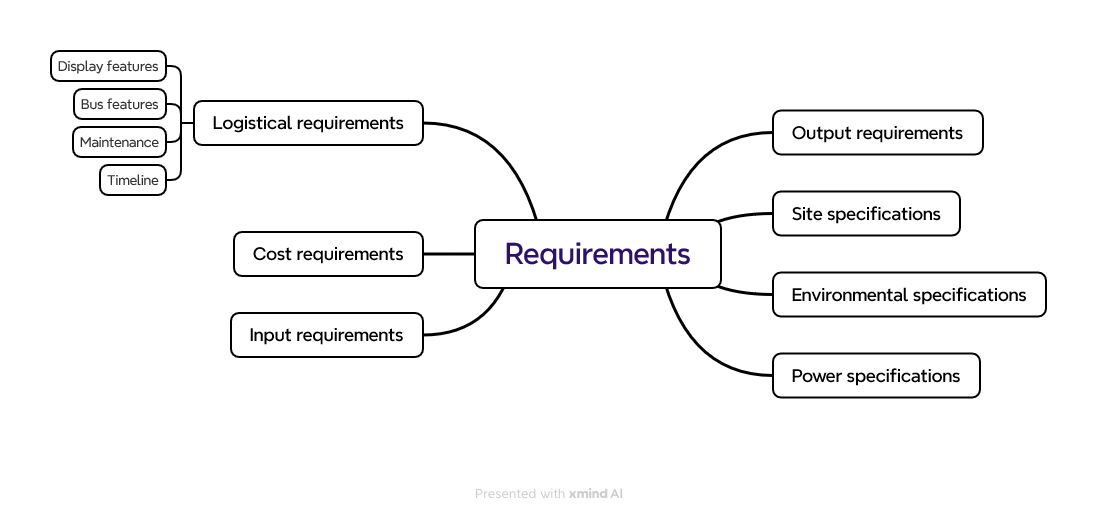 Display features
Bus features
Maintenance
Timeline
Logistical requirements
Cost requirements
Input requirements
Requirements
Output requirements
Site specifications
Environmental specifications
Power specifications
Presented with xmind AI